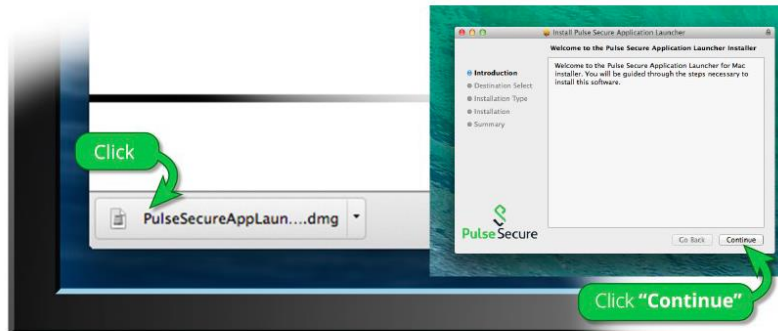 Click
PulseSecureAppLaun....dmg
Install Pulse Secure Application Launcher
Welcome to the Pulse Secure Application Launcher Installer
Introduction
Destination Select
Installation Type
Installation
Summary
Welcome to the Pulse Secure Application Launcher for Mac
installer. You will be guided through the steps necessary to
install this software.
Pulse Secure
Go Back
Continue
Click “Continue”